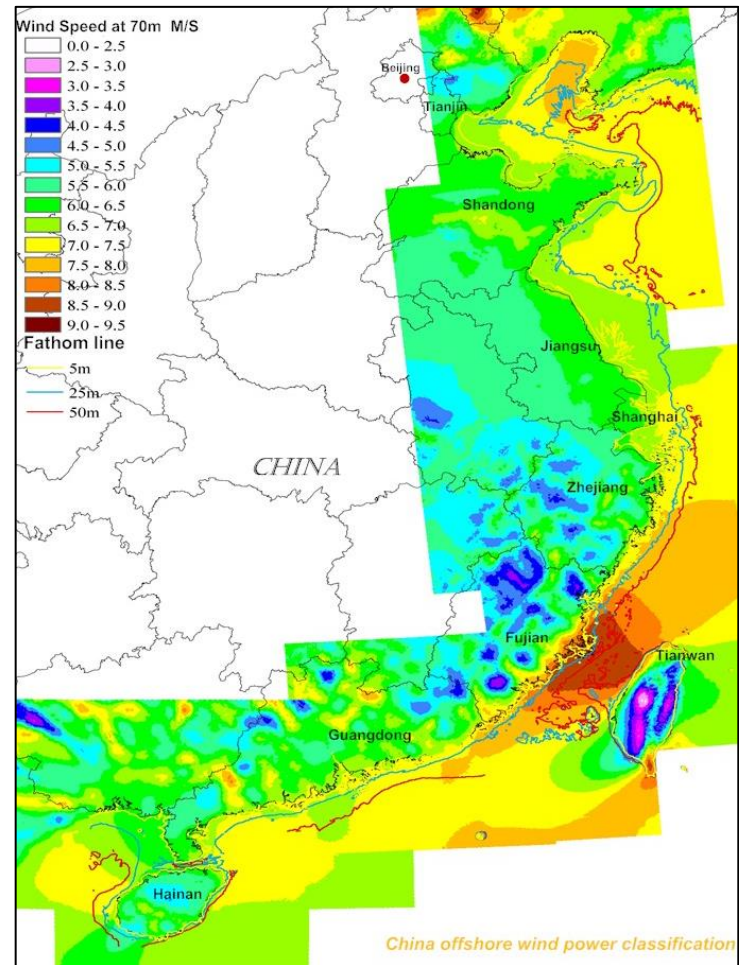 Wind Speed at 70m M/S
0.0 - 2.5
2.5 - 3.0
3.0 - 3.5
3.5 - 4.0
4.0 - 4.5
4.5 - 5.0
5.0 - 5.5
5.5 - 6.0
6.0 - 6.5
6.5 - 7.0
7.0 - 7.5
7.5 - 8.0
8.0 - 8.5
8.5 - 9.0
9.0 - 9.5
Fathom line
5m
25m
50m
Beijing
Tianjin
Shandong
Jiangsu
Shanghai
CHINA
Zhejiang
Fujian
Tianwan
Guangdong
Hainan
China offshore wind power classification